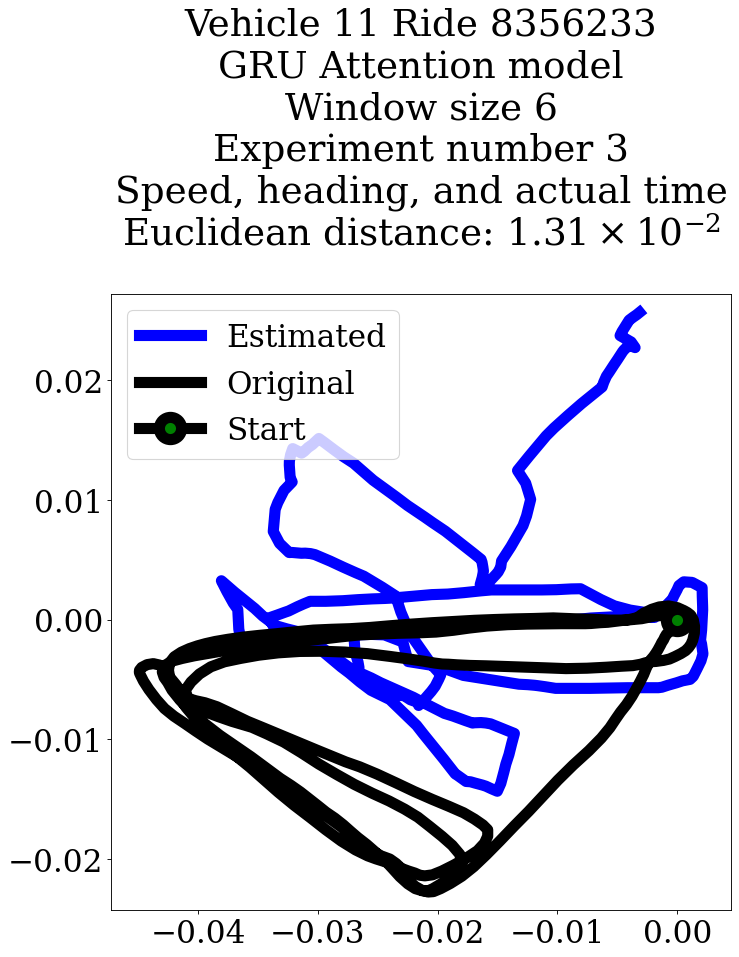 Vehicle 11 Ride 8356233
GRU Attention model
Window size 6
Experiment number 3
Speed, heading, and actual time
Euclidean distance: 1.31 × 10⁻²
Estimated
Original
Start
0.02
0.01
0.00
−0.01
−0.02
−0.04
−0.03
−0.02
−0.01
0.00